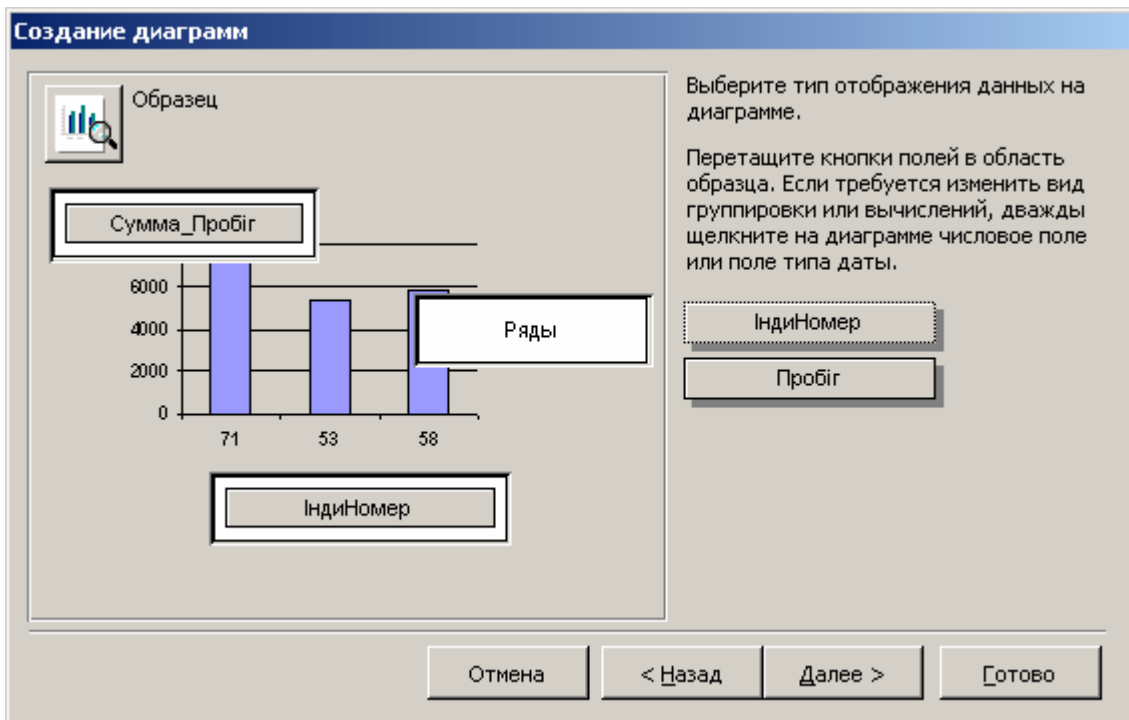 Создание диаграмм
Образец
Сумма_Пробіг
6000
4000
2000
0
71 53 58
Ряды
ІндиНомер
Выберите тип отображения данных на
диаграмме.
Перетащите кнопки полей в область
образца. Если требуется изменить вид
группировки или вычислений, дважды
щелкните на диаграмме числовое поле
или поле типа даты.
ІндиНомер
Пробіг
Отмена
< Назад
Далее >
Готово